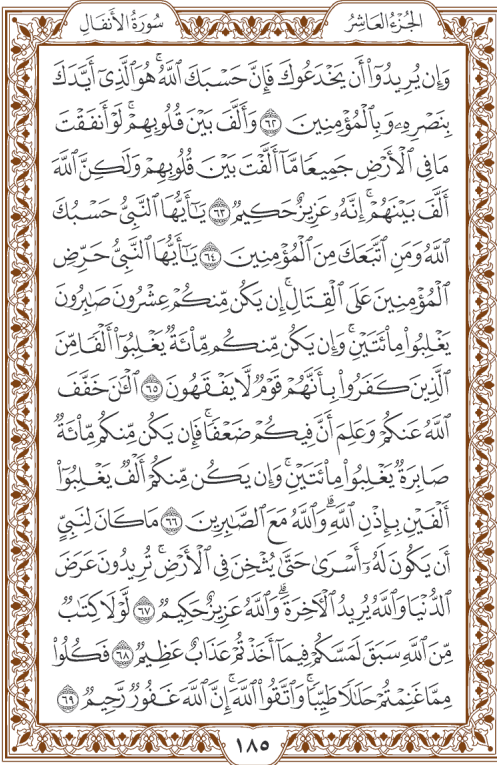 الجُزْءُ العَاشِرُ
سُورَةُ الأَنفَالِ
وَإِن يُرِيدُوٓا۟ أَن يَخْدَعُوكَ فَإِنَّ حَسْبَكَ ٱللَّهُ ۚ هُوَ ٱلَّذِىٓ أَيَّدَكَ
بِنَصْرِهِۦ وَبِٱلْمُؤْمِنِينَ ٦٢ وَأَلَّفَ بَيْنَ قُلُوبِهِمْ ۚ لَوْ أَنفَقْتَ
مَا فِى ٱلْأَرْضِ جَمِيعًا مَّآ أَلَّفْتَ بَيْنَ قُلُوبِهِمْ وَلَـٰكِنَّ ٱللَّهَ
أَلَّفَ بَيْنَهُمْ ۚ إِنَّهُۥ عَزِيزٌ حَكِيمٌ ٦٣ يَـٰٓأَيُّهَا ٱلنَّبِىُّ حَسْبُكَ
ٱللَّهُ وَمَنِ ٱتَّبَعَكَ مِنَ ٱلْمُؤْمِنِينَ ٦٤ يَـٰٓأَيُّهَا ٱلنَّبِىُّ حَرِّضِ
ٱلْمُؤْمِنِينَ عَلَى ٱلْقِتَالِ ۚ إِن يَكُن مِّنكُمْ عِشْرُونَ صَـٰبِرُونَ
يَغْلِبُوا۟ مِا۟ئَتَيْنِ ۚ وَإِن يَكُن مِّنكُم مِّا۟ئَةٌ يَغْلِبُوٓا۟ أَلْفًا مِّنَ
ٱلَّذِينَ كَفَرُوا۟ بِأَنَّهُمْ قَوْمٌ لَّا يَفْقَهُونَ ٦٥ ٱلْـَٔـٰنَ خَفَّفَ
ٱللَّهُ عَنكُمْ وَعَلِمَ أَنَّ فِيكُمْ ضَعْفًا ۚ فَإِن يَكُن مِّنكُم مِّا۟ئَةٌ
صَابِرَةٌ يَغْلِبُوا۟ مِا۟ئَتَيْنِ ۚ وَإِن يَكُن مِّنكُمْ أَلْفٌ يَغْلِبُوٓا۟
أَلْفَيْنِ بِإِذْنِ ٱللَّهِ ۗ وَٱللَّهُ مَعَ ٱلصَّـٰبِرِينَ ٦٦ مَا كَانَ لِنَبِىٍّ
أَن يَكُونَ لَهُۥٓ أَسْرَىٰ حَتَّىٰ يُثْخِنَ فِى ٱلْأَرْضِ ۚ تُرِيدُونَ عَرَضَ
ٱلدُّنْيَا وَٱللَّهُ يُرِيدُ ٱلْـَٔاخِرَةَ ۗ وَٱللَّهُ عَزِيزٌ حَكِيمٌ ٦٧ لَّوْلَا كِتَـٰبٌ
مِّنَ ٱللَّهِ سَبَقَ لَمَسَّكُمْ فِيمَآ أَخَذْتُمْ عَذَابٌ عَظِيمٌ ٦٨ فَكُلُوا۟
مِمَّا غَنِمْتُمْ حَلَـٰلًا طَيِّبًا ۚ وَٱتَّقُوا۟ ٱللَّهَ ۚ إِنَّ ٱللَّهَ غَفُورٌ رَّحِيمٌ ٦٩
١٨٥